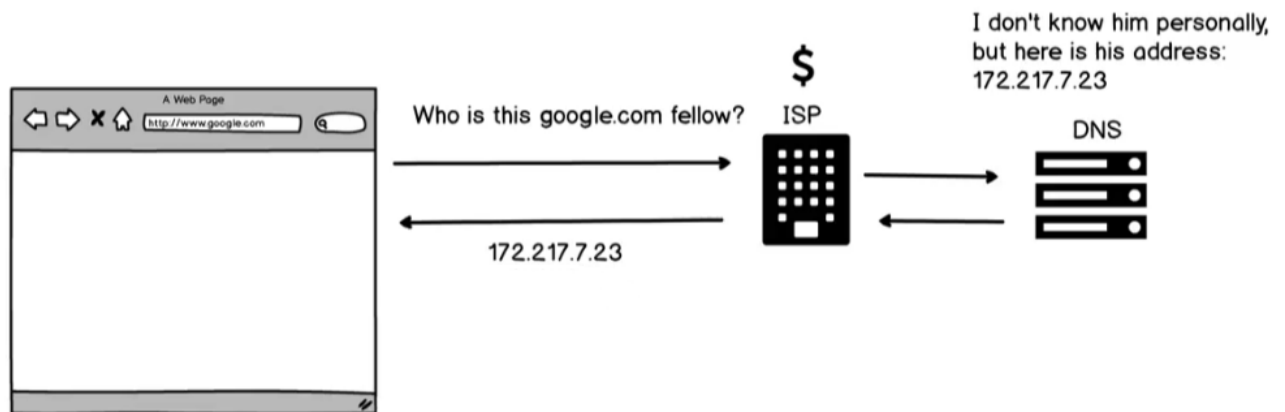 A Web Page
http://www.google.com
Who is this google.com fellow?
172.217.7.23
$
ISP
I don't know him personally,
but here is his address:
172.217.7.23
DNS